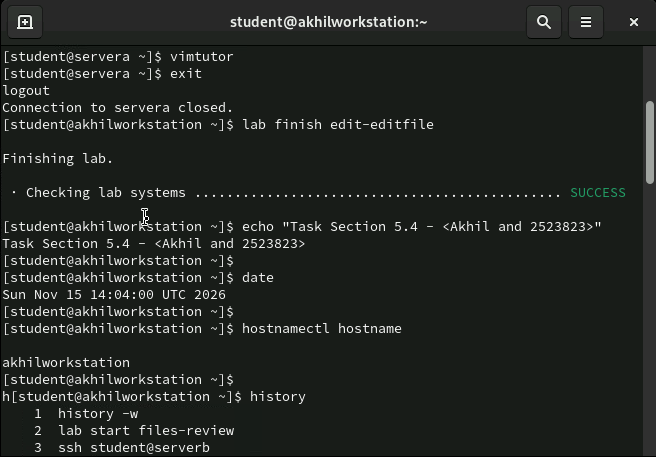 student@akhilworkstation:~
[student@servera ~]$ vimtutor
[student@servera ~]$ exit
logout
Connection to servera closed.
[student@akhilworkstation ~]$ lab finish edit-editfile
Finishing lab.
· Checking lab systems .............................................. SUCCESS
[student@akhilworkstation ~]$ echo "Task Section 5.4 - <Akhil and 2523823>"
Task Section 5.4 - <Akhil and 2523823>
[student@akhilworkstation ~]$
[student@akhilworkstation ~]$ date
Sun Nov 15 14:04:00 UTC 2026
[student@akhilworkstation ~]$
[student@akhilworkstation ~]$ hostnamectl hostname
akhilworkstation
[student@akhilworkstation ~]$
h[student@akhilworkstation ~]$ history
1  history -w
2  lab start files-review
3  ssh student@serverb